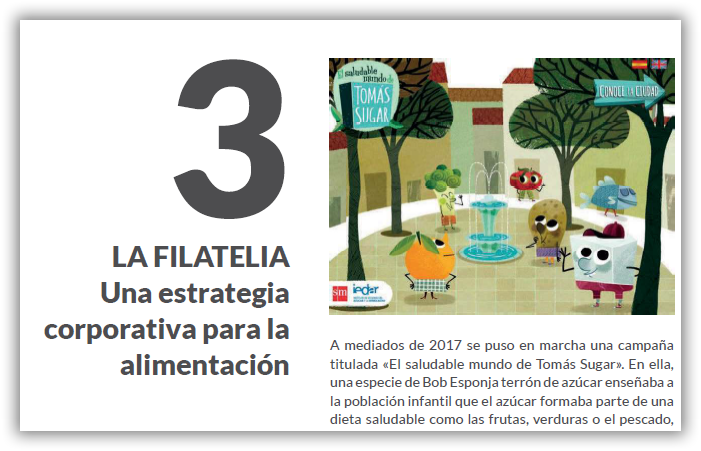 3
LA FILATELIA
Una estrategia
corporativa para la
alimentación
El saludable
mundo de
TOMÁS
SUGAR
CONOCE LA CIUDAD
sm
A mediados de 2017 se puso en marcha una campaña
titulada «El saludable mundo de Tomás Sugar». En ella,
una especie de Bob Esponja terrón de azúcar enseñaba a
la población infantil que el azúcar formaba parte de una
dieta saludable como las frutas, verduras o el pescado,